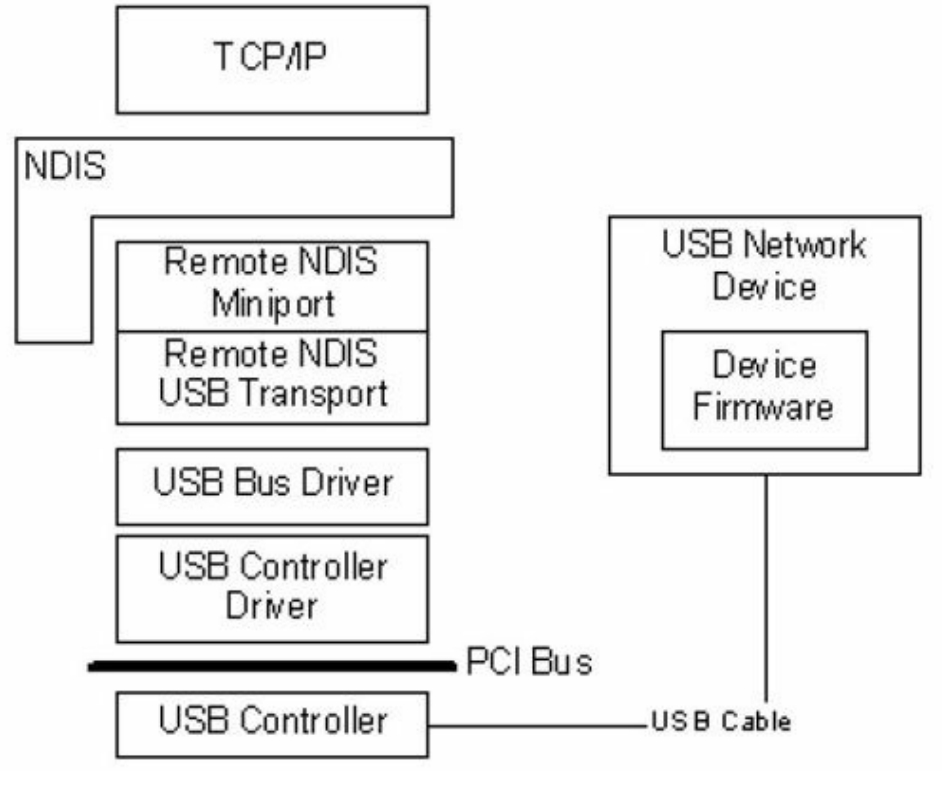 TCP/IP
NDIS
Remote NDIS
Miniport
Remote NDIS
USB Transport
USB Bus Driver
USB Controller
Driver
PCI Bus
USB Controller
USB Cable
USB Network
Device
Device
Firmware